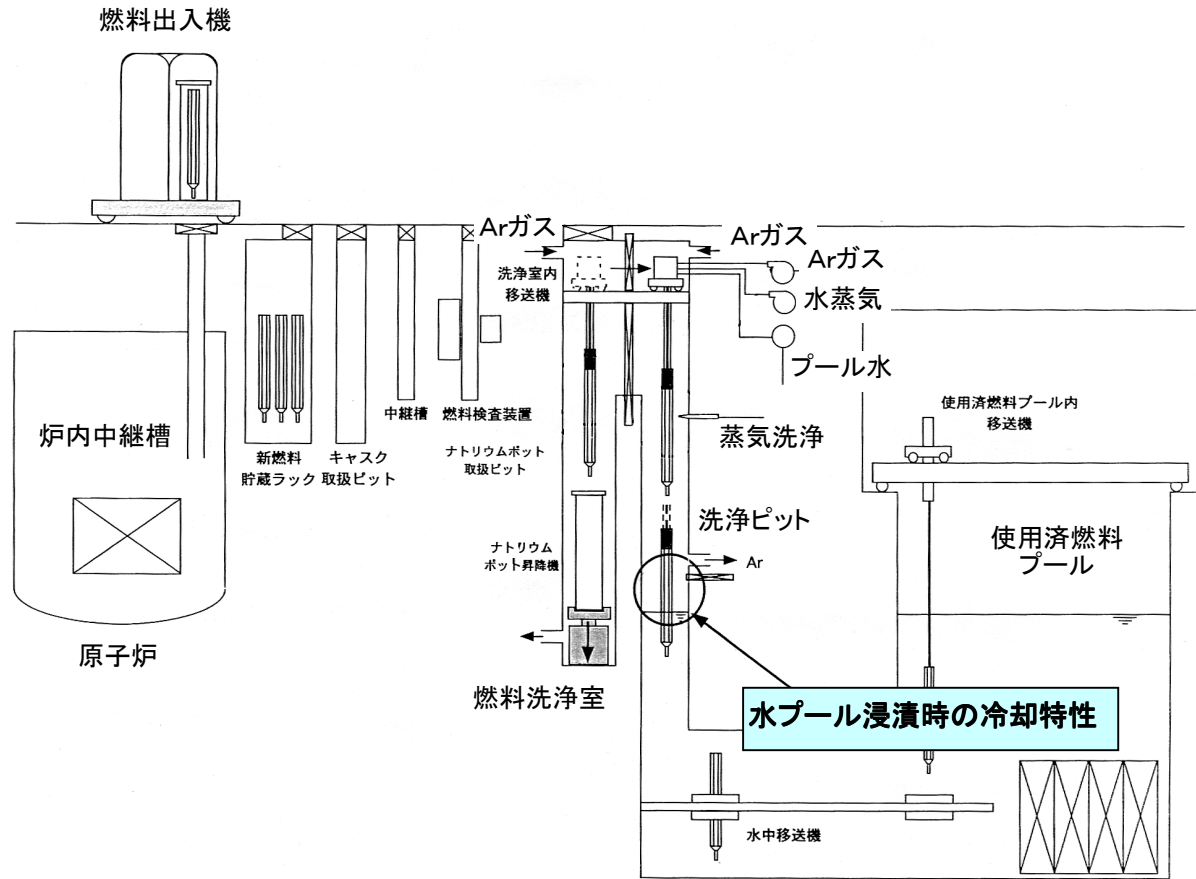 燃料出入機
Arガス
Arガス
Arガス
洗浄室内
移送機
水蒸気
プール水
炉内中継槽
新燃料
貯蔵ラック
キャスク
取扱ピット
中継槽
燃料検査装置
ナトリウムポット
取扱ピット
蒸気洗浄
使用済燃料プール内
移送機
洗浄ピット
使用済燃料
プール
ナトリウム
ポット昇降機
Ar
原子炉
燃料洗浄室
水プール浸漬時の冷却特性
水中移送機